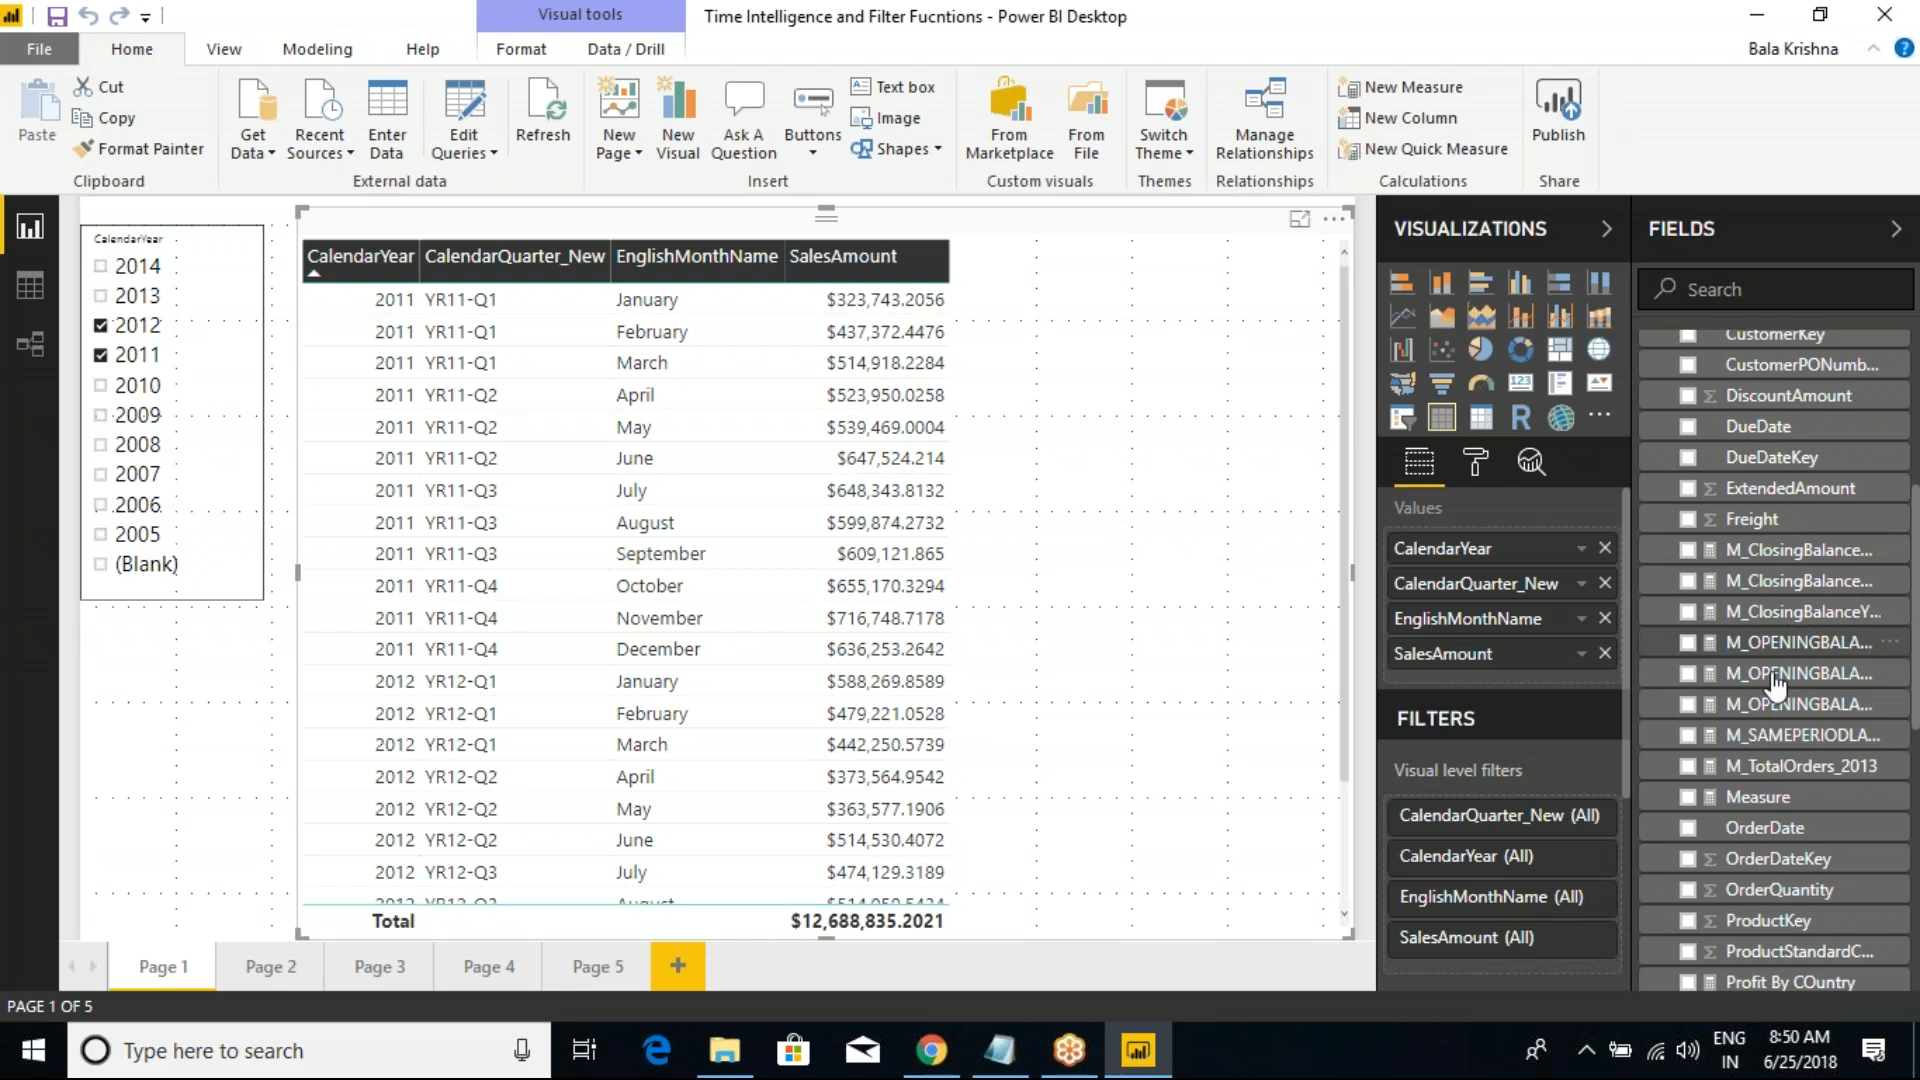 Visual tools
Time Intelligence and Filter Fucntions - Power BI Desktop
File Home View Modeling Help Format Data / Drill
Bala Krishna
Paste
Cut
Copy
Format Painter
Clipboard
Get Data
Recent Sources
Enter Data
Edit Queries
Refresh
External data
New Page
New Visual
Ask A Question
Buttons
Text box
Image
Shapes
Insert
From Marketplace
From File
Custom visuals
Switch Theme
Themes
Manage Relationships
Relationships
New Measure
New Column
New Quick Measure
Calculations
Publish
Share
CalendarYear
2014
2013
2012
2011
2010
2009
2008
2007
2006
2005
(Blank)
CalendarYear CalendarQuarter_New EnglishMonthName SalesAmount
2011 YR11-Q1 January $323,743.2056
2011 YR11-Q1 February $437,372.4476
2011 YR11-Q1 March $514,918.2284
2011 YR11-Q2 April $523,950.0258
2011 YR11-Q2 May $539,469.0004
2011 YR11-Q2 June $647,524.214
2011 YR11-Q3 July $648,343.8132
2011 YR11-Q3 August $599,874.2732
2011 YR11-Q3 September $609,121.865
2011 YR11-Q4 October $655,170.3294
2011 YR11-Q4 November $716,748.7178
2011 YR11-Q4 December $636,253.2642
2012 YR12-Q1 January $588,269.8589
2012 YR12-Q1 February $479,221.0528
2012 YR12-Q1 March $442,250.5739
2012 YR12-Q2 April $373,564.9542
2012 YR12-Q2 May $363,577.1906
2012 YR12-Q2 June $514,530.4072
2012 YR12-Q3 July $474,129.3189
Total $12,688,835.2021
VISUALIZATIONS
123
R
Values
CalendarYear
CalendarQuarter_New
EnglishMonthName
SalesAmount
FILTERS
Visual level filters
CalendarQuarter_New (All)
CalendarYear (All)
EnglishMonthName (All)
SalesAmount (All)
FIELDS
Search
CustomerKey
CustomerPONumb...
DiscountAmount
DueDate
DueDateKey
ExtendedAmount
Freight
M_ClosingBalance...
M_ClosingBalance...
M_ClosingBalanceY...
M_OPENINGBALA...
M_OPENINGBALA...
M_OPENINGBALA...
M_SAMEPERIODLA...
M_TotalOrders_2013
Measure
OrderDate
OrderDateKey
OrderQuantity
ProductKey
ProductStandardC...
Profit By COuntry
Page 1 Page 2 Page 3 Page 4 Page 5 +
PAGE 1 OF 5
Type here to search
ENG
IN
8:50 AM
6/25/2018